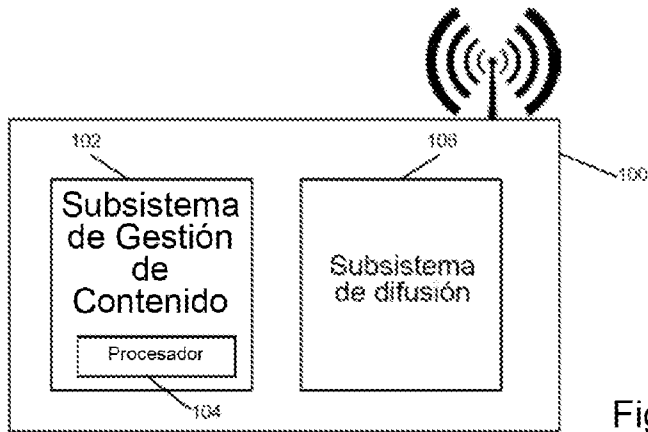 102
106
100
Subsistema
de Gestión
de
Contenido
Subsistema
de difusión
Procesador
104
Fig